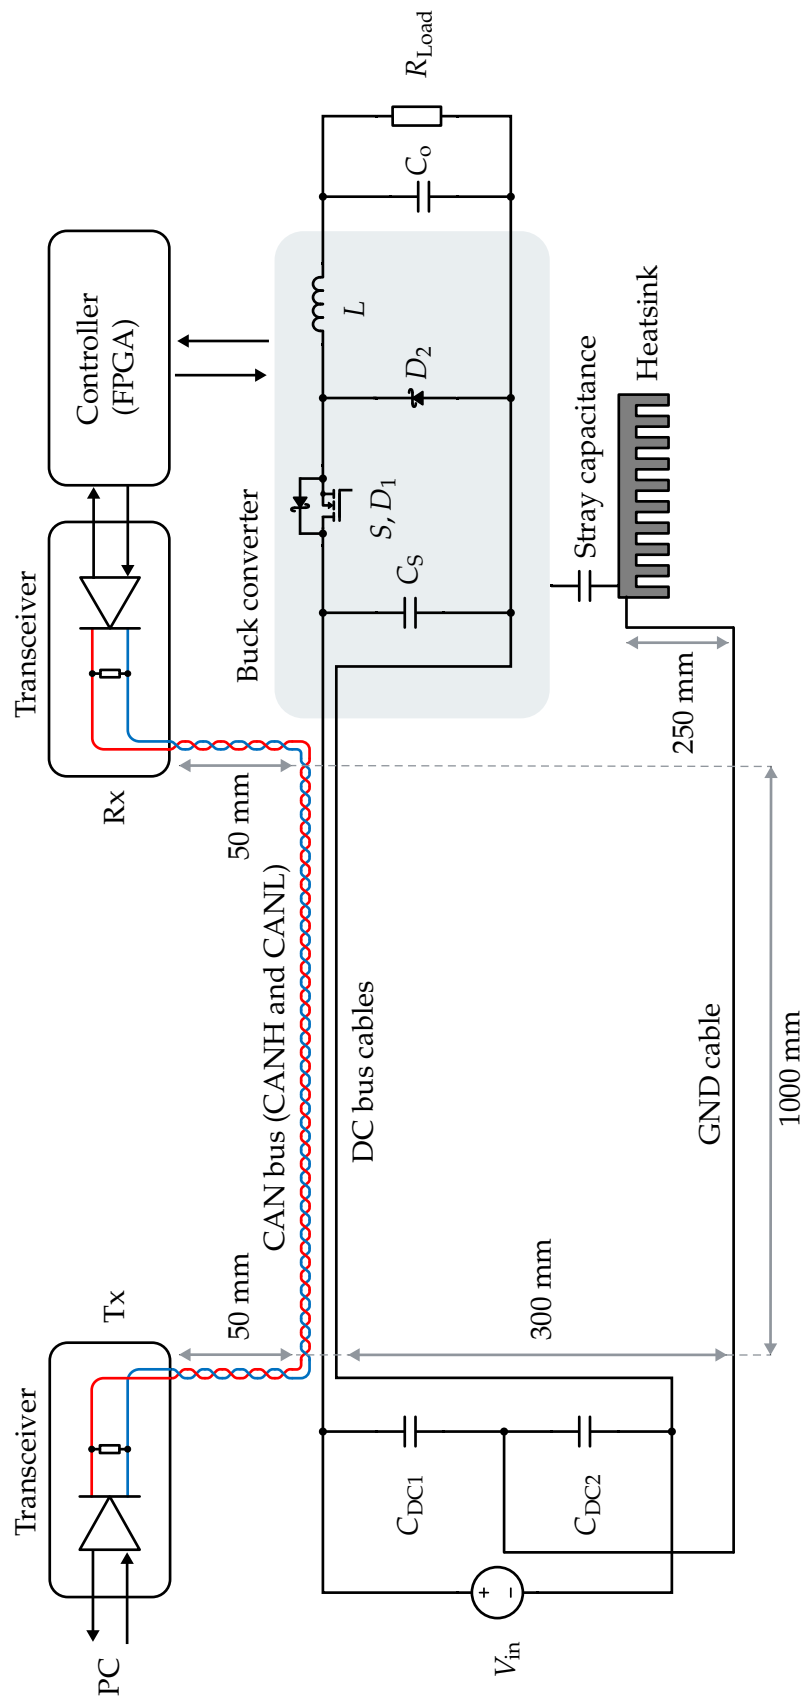 Transceiver
Tx
PC
50 mm
CAN bus (CANH and CANL)
50 mm
Transceiver
Rx
Controller
(FPGA)
Buck converter
V_in
+
−
C_DC1
C_DC2
300 mm
DC bus cables
GND cable
1000 mm
C_S
S, D_1
D_2
L
C_o
R_Load
Stray capacitance
Heatsink
250 mm